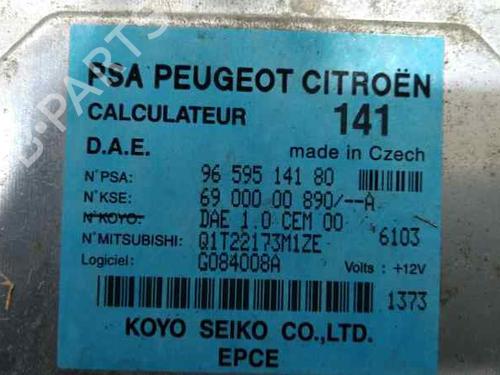 PSA PEUGEOT CITROËN
CALCULATEUR 141
D.A.E. made in Czech
N°PSA: 96 595 141 80
N°KSE: 69 000 00 890/--A
N°KOYO: DAE 1.0 CEM 00
N°MITSUBISHI: Q1T22173M1ZE 6103
Logiciel: G084008A Volts : +12V
1373
KOYO SEIKO CO.,LTD.
EPCE
B-PARTS